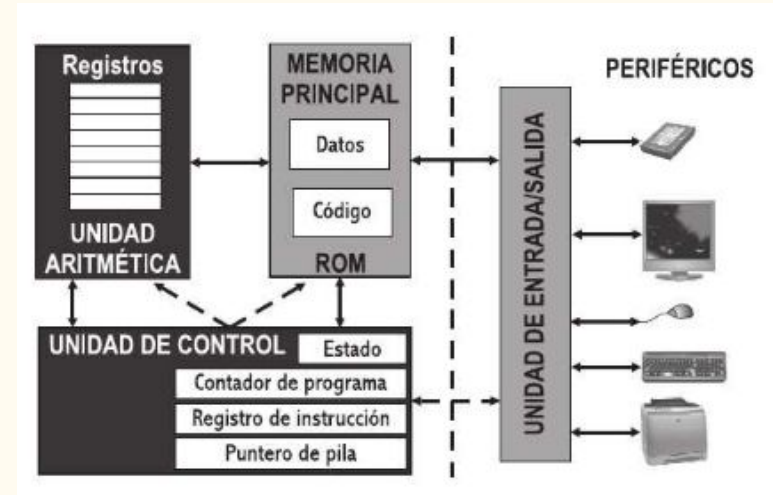 Registros
UNIDAD
ARITMÉTICA
MEMORIA
PRINCIPAL
Datos
Código
ROM
UNIDAD DE CONTROL
Estado
Contador de programa
Registro de instrucción
Puntero de pila
UNIDAD DE ENTRADA/SALIDA
PERIFÉRICOS